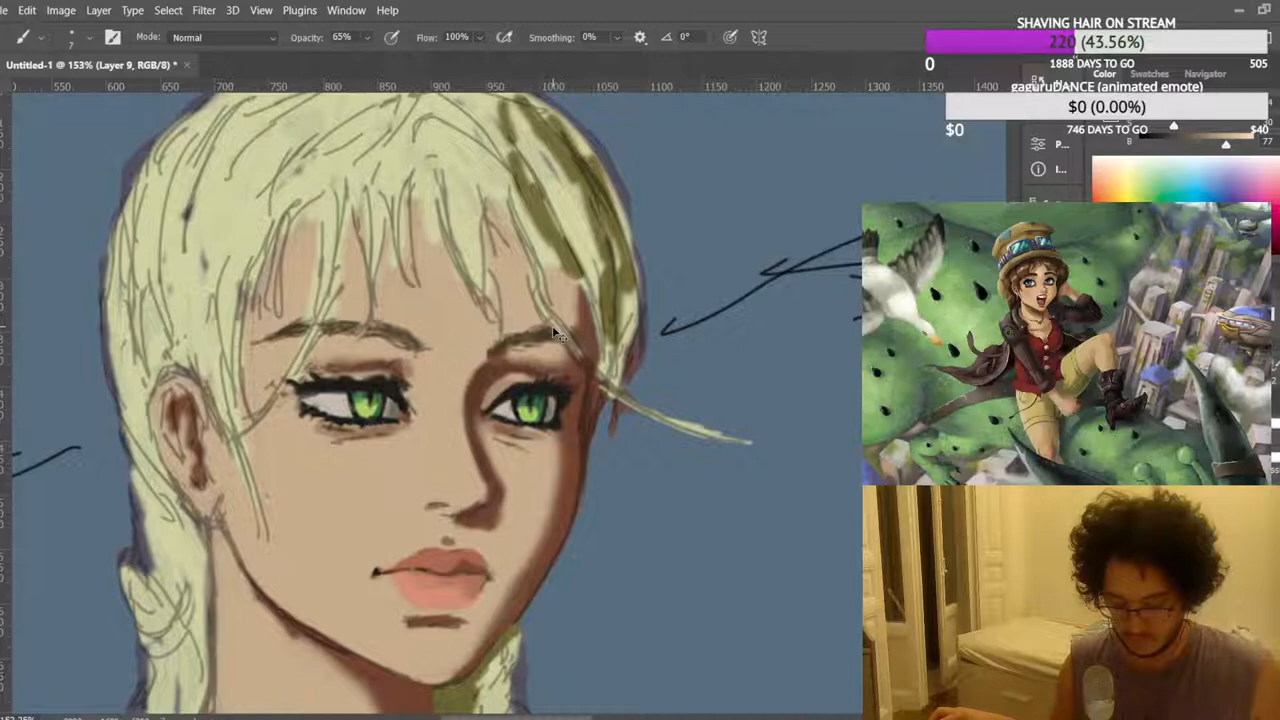 Edit Image Layer Type Select Filter 3D View Plugins Window Help
7 Mode: Normal Opacity: 65% Flow: 100% Smoothing: 0% 0°
Untitled-1 @ 153% (Layer 9, RGB/8) * ×
550 600 650 700 750 800 850 900 950 1000 1050 1100 1150 1200 1250 1300 1350 1400
SHAVING HAIR ON STREAM
220 (43.56%)
0 1888 DAYS TO GO 505
Color Swatches Navigator
gaguruDANCE (animated emote)
$0 (0.00%)
$0 746 DAYS TO GO $40
S
B 77
P...
I...